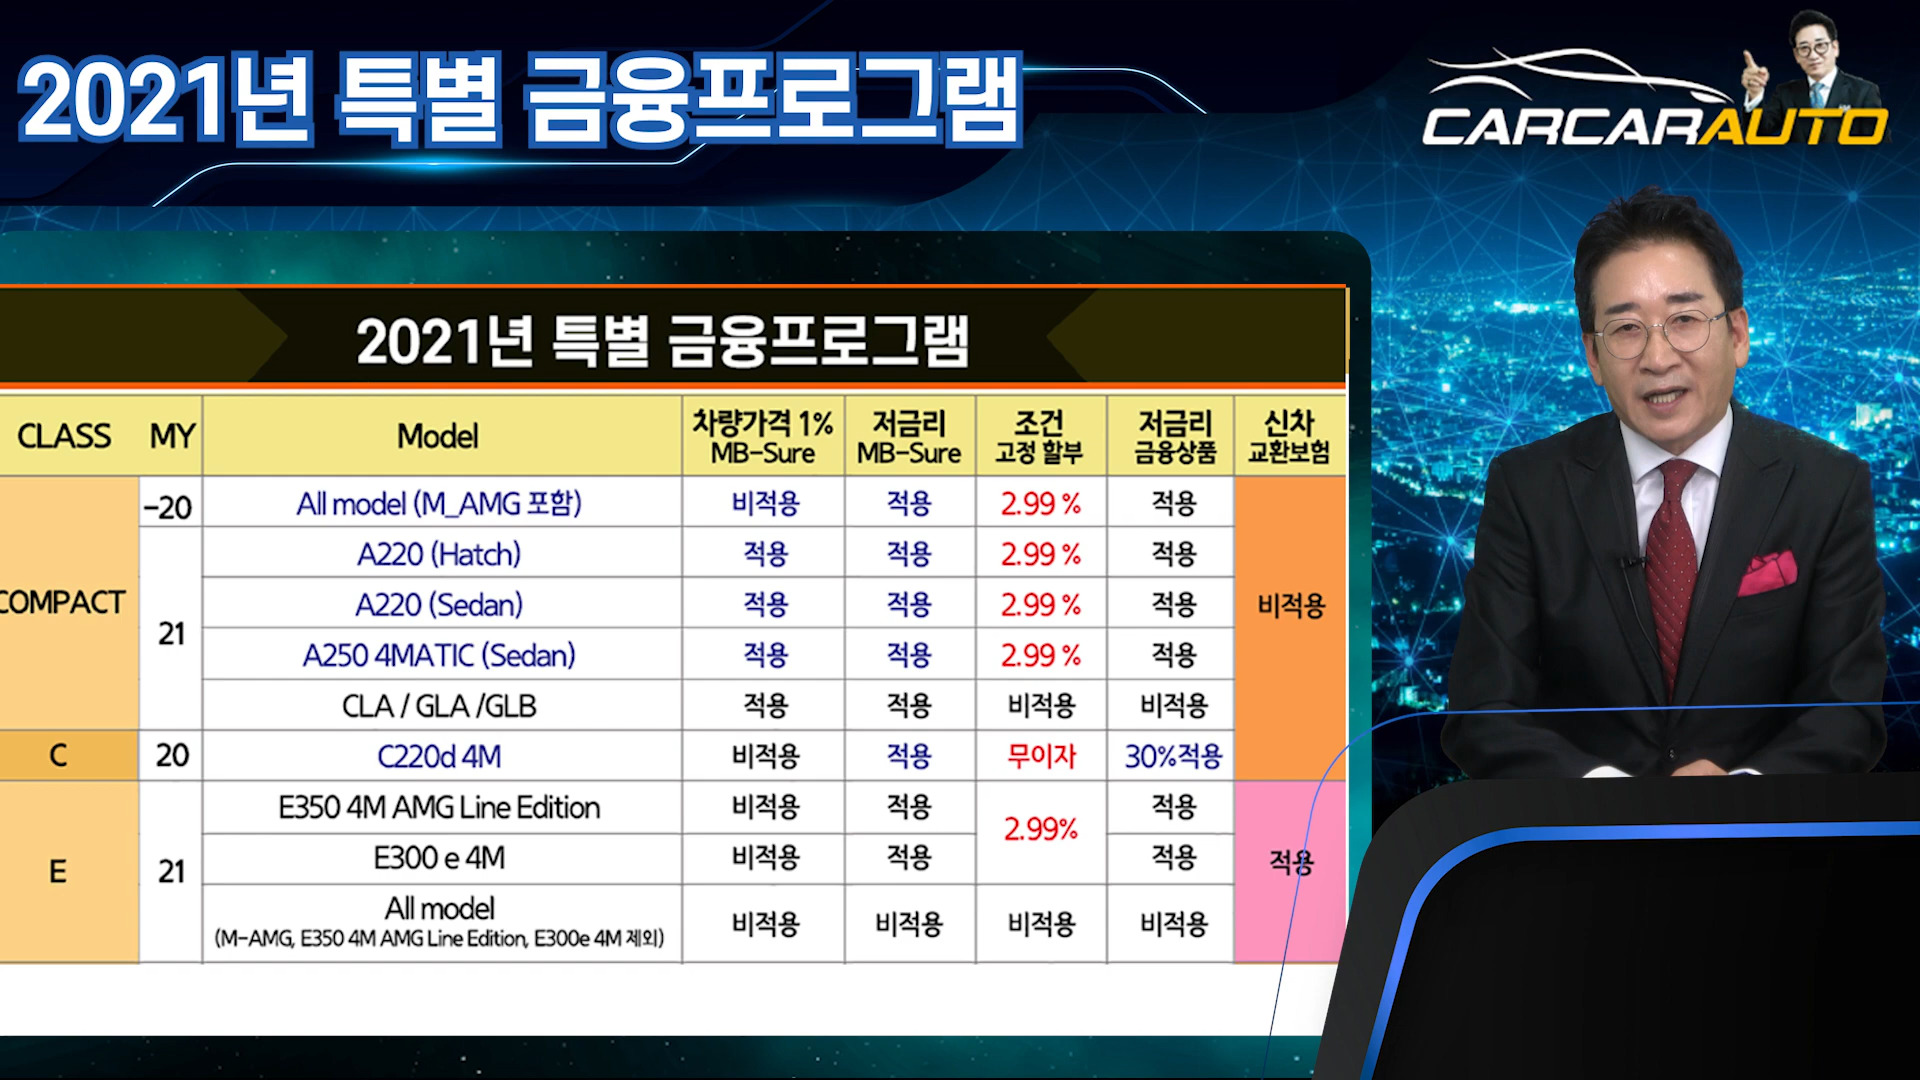 2021년 특별 금융프로그램
CARCARAUTO
2021년 특별 금융프로그램
CLASS MY Model 차량가격 1% MB-Sure 저금리 MB-Sure 조건 고정 할부 저금리 금융상품 신차 교환보험
COMPACT -20 All model (M_AMG 포함) 비적용 적용 2.99 % 적용 비적용
21 A220 (Hatch) 적용 적용 2.99 % 적용
A220 (Sedan) 적용 적용 2.99 % 적용
A250 4MATIC (Sedan) 적용 적용 2.99 % 적용
CLA / GLA /GLB 적용 적용 비적용 비적용
C 20 C220d 4M 비적용 적용 무이자 30%적용
E 21 E350 4M AMG Line Edition 비적용 적용 2.99% 적용 적용
E300 e 4M 비적용 적용 적용
All model
(M-AMG, E350 4M AMG Line Edition, E300e 4M 제외) 비적용 비적용 비적용 비적용